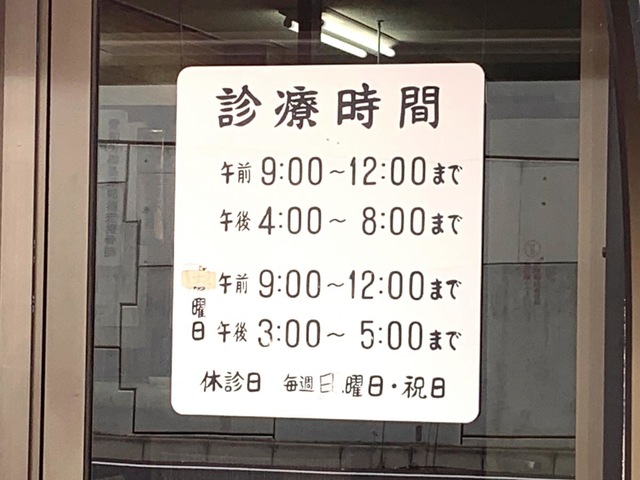 診療時間
午前 9:00〜12:00まで
午後 4:00〜 8:00まで
曜日
午前 9:00〜12:00まで
午後 3:00〜 5:00まで
休診日 毎週日曜日・祝日